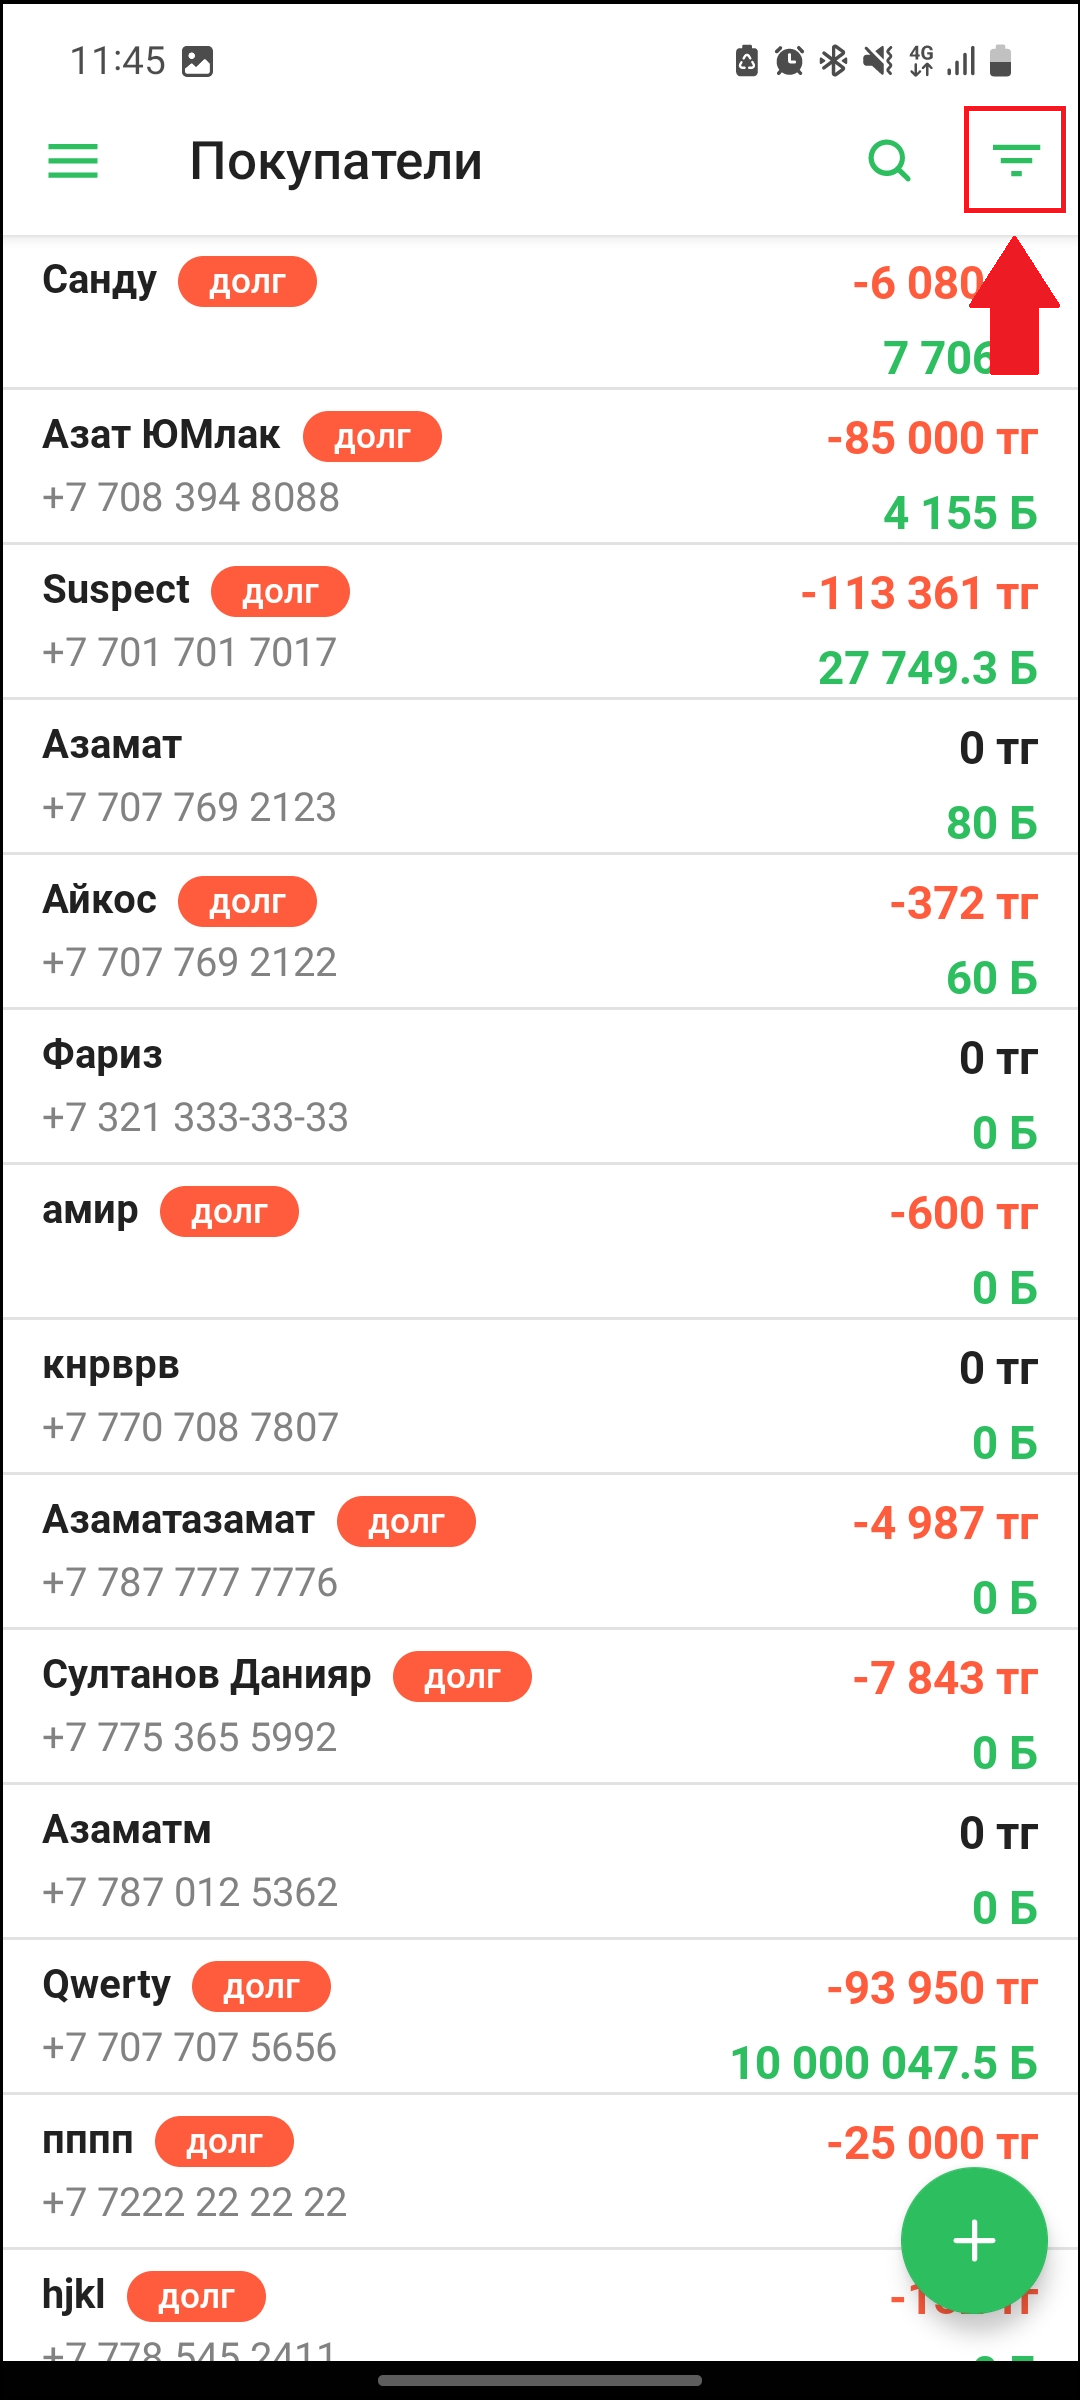 11:45 4G
Покупатели
Санду долг -6 080
7 706
Азат ЮМлак долг -85 000 тг
+7 708 394 8088 4 155 Б
Suspect долг -113 361 тг
+7 701 701 7017 27 749.3 Б
Азамат 0 тг
+7 707 769 2123 80 Б
Айкос долг -372 тг
+7 707 769 2122 60 Б
Фариз 0 тг
+7 321 333-33-33 0 Б
амир долг -600 тг
0 Б
кнрврв 0 тг
+7 770 708 7807 0 Б
Азаматазамат долг -4 987 тг
+7 787 777 7776 0 Б
Султанов Данияр долг -7 843 тг
+7 775 365 5992 0 Б
Азаматм 0 тг
+7 787 012 5362 0 Б
Qwerty долг -93 950 тг
+7 707 707 5656 10 000 047.5 Б
пппп долг -25 000 тг
+7 7222 22 22 22
hjkl долг
+7 778 545 2411